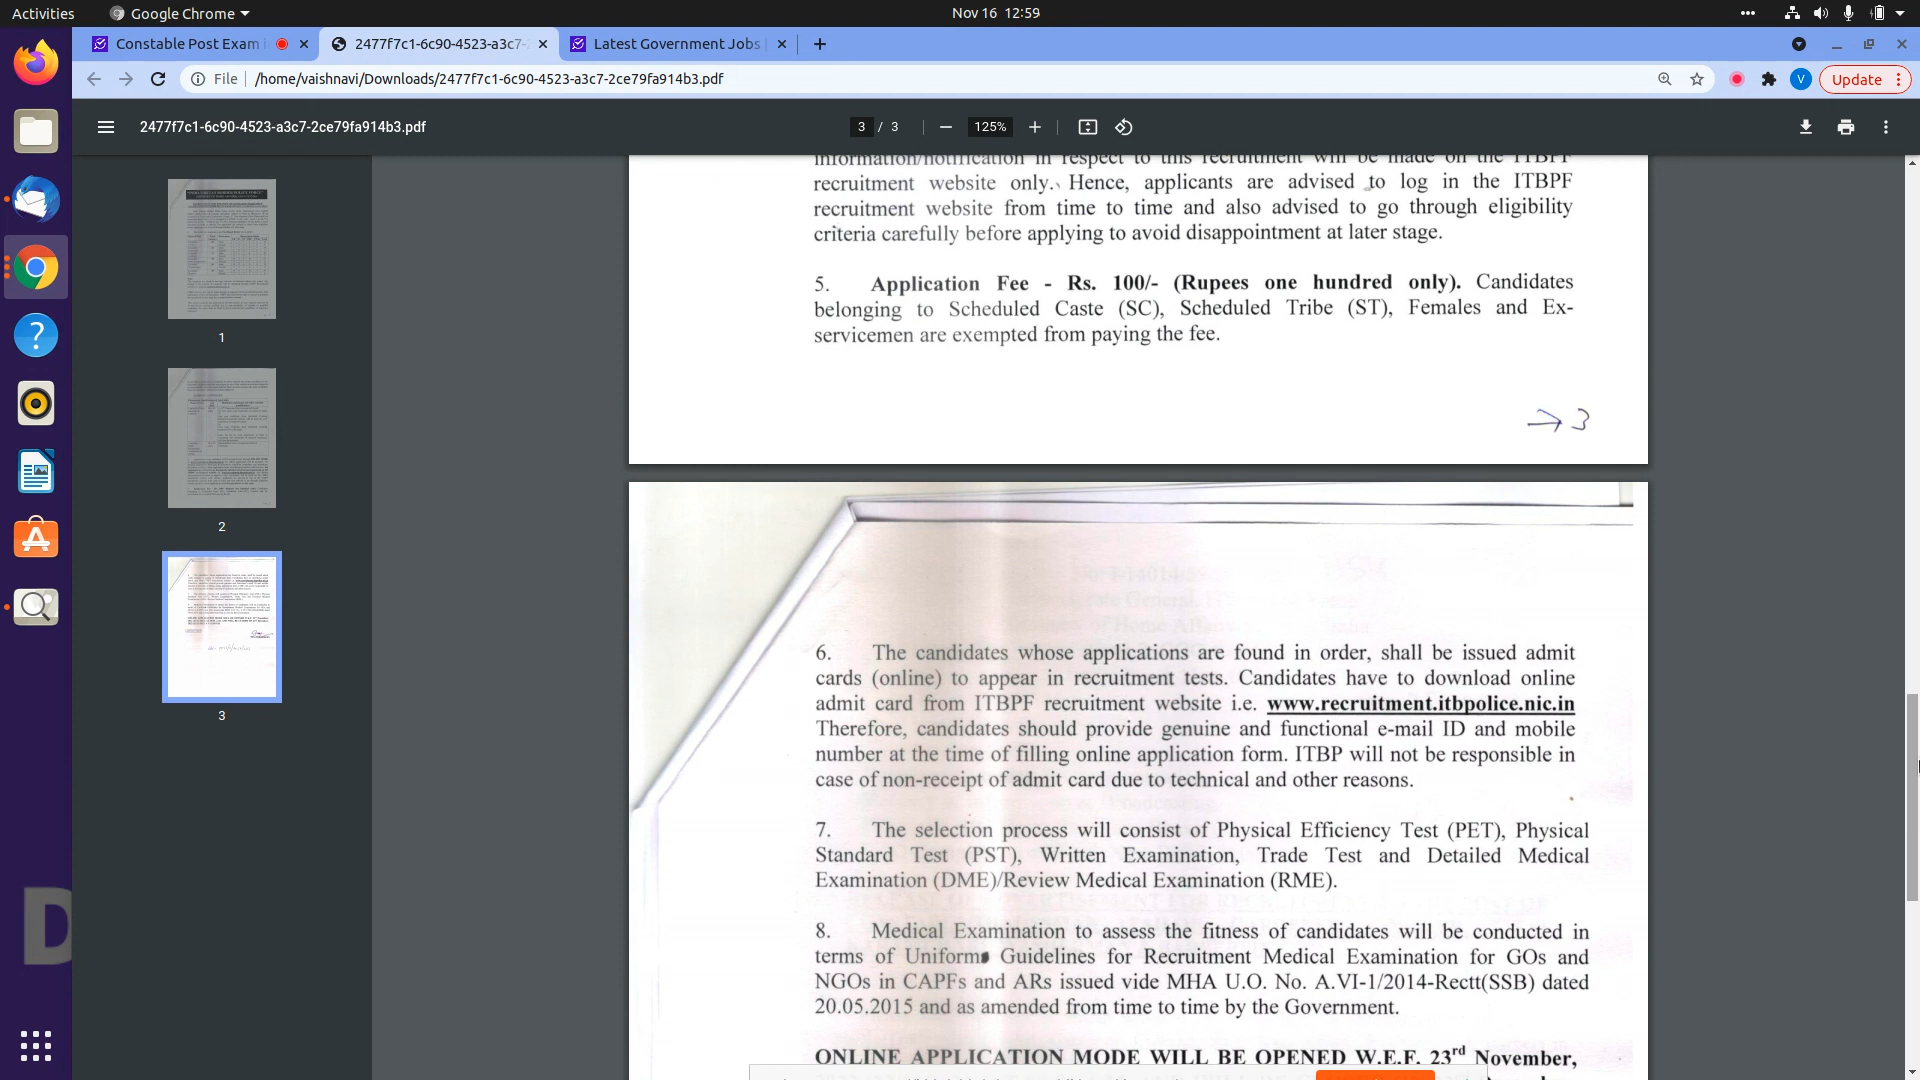 Activities
Google Chrome
Nov 16 12:59
Constable Post Exam
2477f7c1-6c90-4523-a3c7-
Latest Government Jobs
File
/home/vaishnavi/Downloads/2477f7c1-6c90-4523-a3c7-2ce79fa914b3.pdf
V
Update
2477f7c1-6c90-4523-a3c7-2ce79fa914b3.pdf
3 / 3
125%
1
2
3
information/notification in respect to this recruitment will be made on the ITBPF
recruitment website only. Hence, applicants are advised to log in the ITBPF
recruitment website from time to time and also advised to go through eligibility
criteria carefully before applying to avoid disappointment at later stage.
5. Application Fee - Rs. 100/- (Rupees one hundred only). Candidates
belonging to Scheduled Caste (SC), Scheduled Tribe (ST), Females and Ex-
servicemen are exempted from paying the fee.
→ 3
6. The candidates whose applications are found in order, shall be issued admit
cards (online) to appear in recruitment tests. Candidates have to download online
admit card from ITBPF recruitment website i.e. www.recruitment.itbpolice.nic.in
Therefore, candidates should provide genuine and functional e-mail ID and mobile
number at the time of filling online application form. ITBP will not be responsible in
case of non-receipt of admit card due to technical and other reasons.
7. The selection process will consist of Physical Efficiency Test (PET), Physical
Standard Test (PST), Written Examination, Trade Test and Detailed Medical
Examination (DME)/Review Medical Examination (RME).
8. Medical Examination to assess the fitness of candidates will be conducted in
terms of Uniform Guidelines for Recruitment Medical Examination for GOs and
NGOs in CAPFs and ARs issued vide MHA U.O. No. A.VI-1/2014-Rectt(SSB) dated
20.05.2015 and as amended from time to time by the Government.
ONLINE APPLICATION MODE WILL BE OPENED W.E.F. 23rd November,